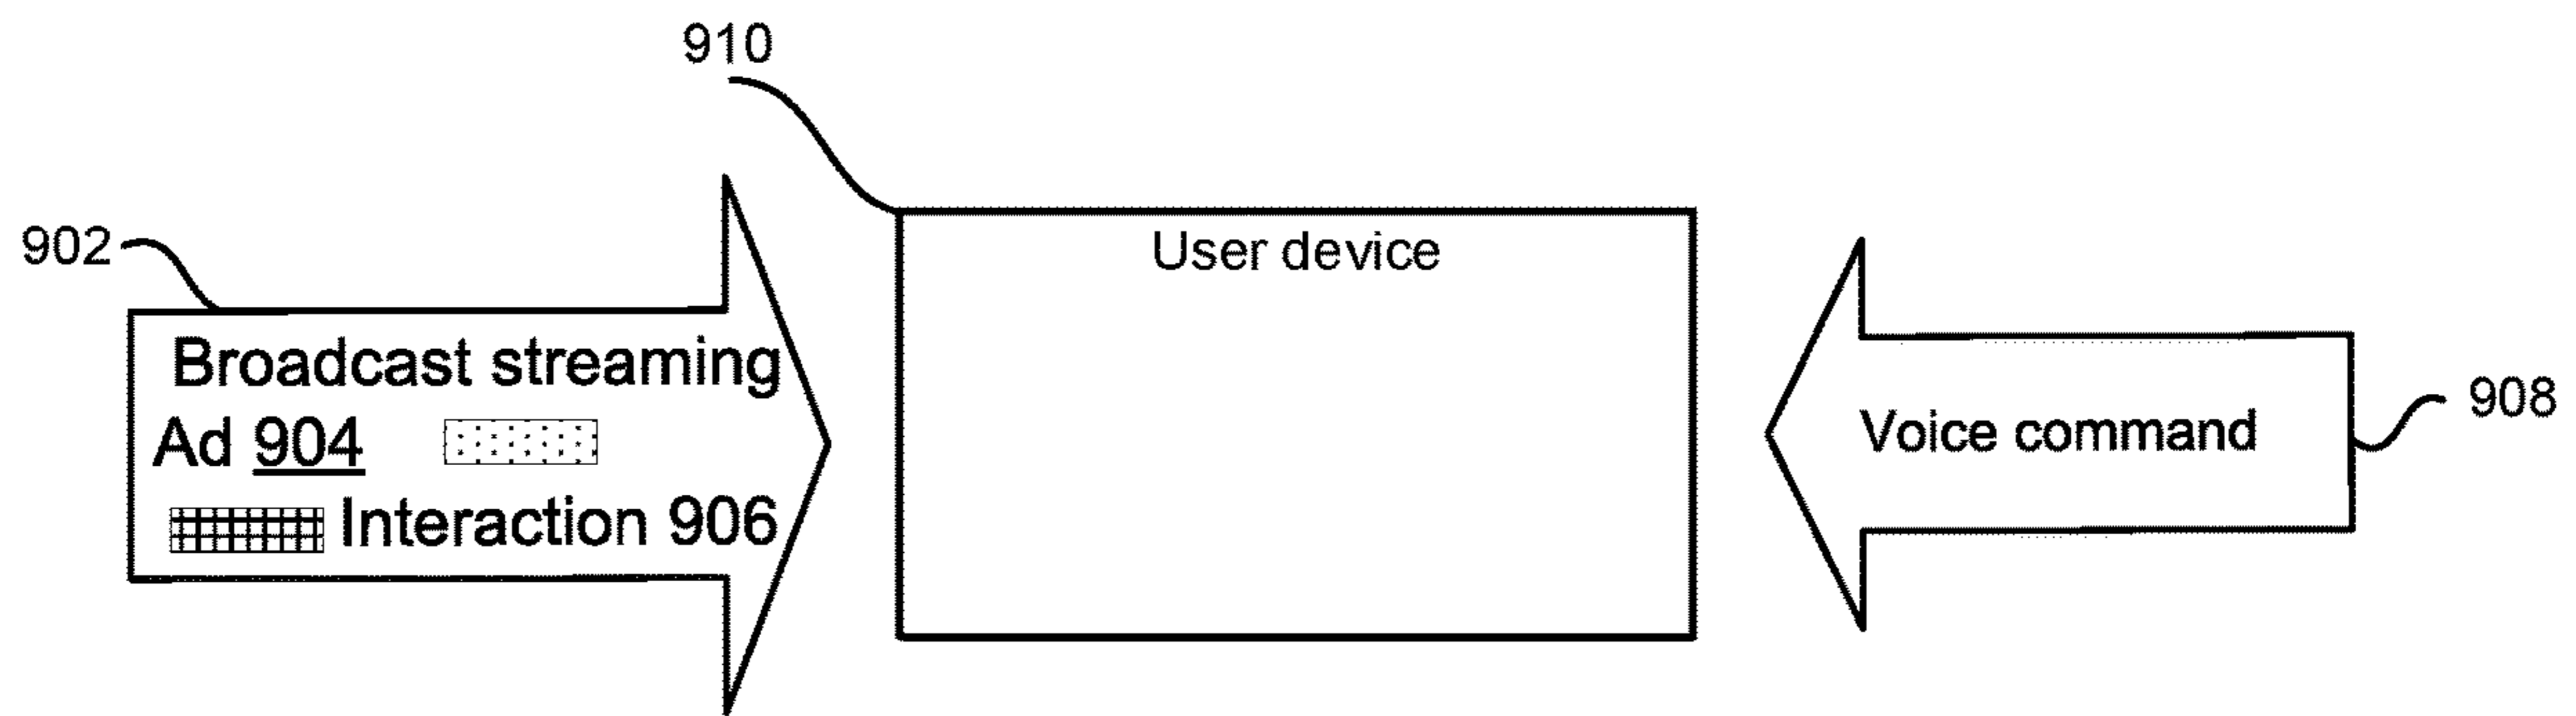 910
902
User device
Broadcast streaming
Ad 904
Interaction 906
Voice command
908